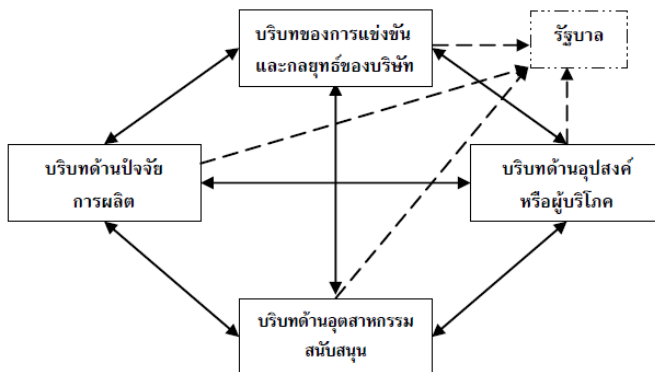 บริบทของการแข่งขัน
และกลยุทธ์ของบริษัท
รัฐบาล
บริบทด้านปัจจัย
การผลิต
บริบทด้านอุปสงค์
หรือผู้บริโภค
บริบทด้านอุตสาหกรรม
สนับสนุน